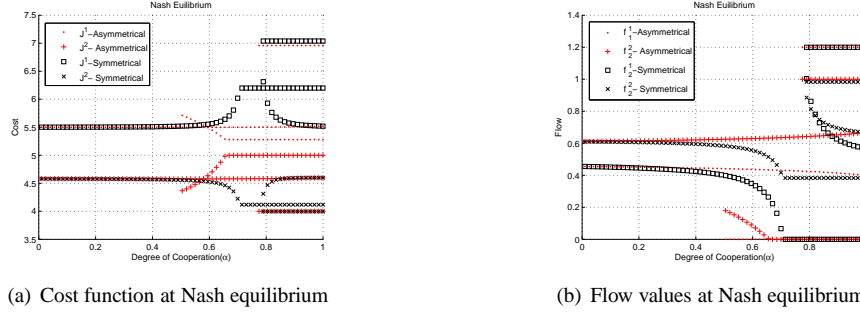 Nash Euilibrium
7.5
7
6.5
6
5.5
5
4.5
4
3.5
Cost
J¹−Asymmetrical
J²−Asymmetrical
J¹−Symmetrical
J²− Symmetrical
0 0.2 0.4 0.6 0.8 1
Degree of Cooperation(α)
(a) Cost function at Nash equilibrium
Nash Euilibrium
1.4
1.2
1
0.8
0.6
0.4
0.2
0
Flow
f¹₁−Asymmetrical
f²₂−Asymmetrical
f¹₂−Symmetrical
f²₂− Symmetrical
0 0.2 0.4 0.6 0.8
Degree of Cooperation(α)
(b) Flow values at Nash equilibrium